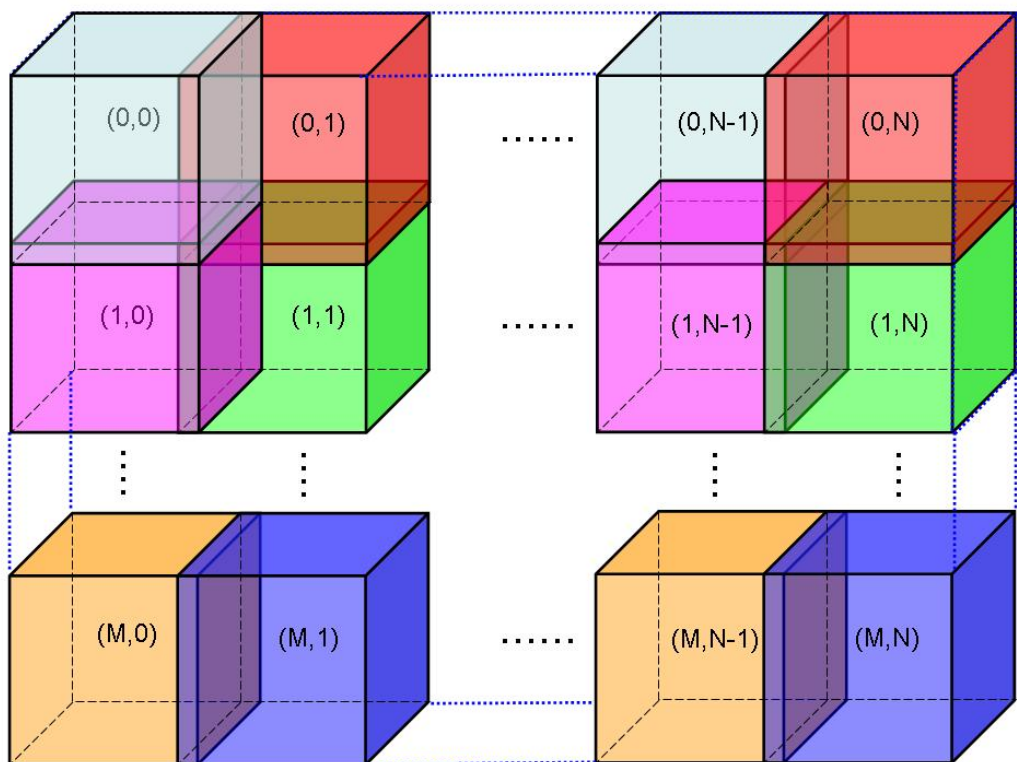 (0,0) (0,1) ...... (0,N-1) (0,N)
(1,0) (1,1) ...... (1,N-1) (1,N)
⋮ ⋮ ⋮ ⋮
(M,0) (M,1) ...... (M,N-1) (M,N)